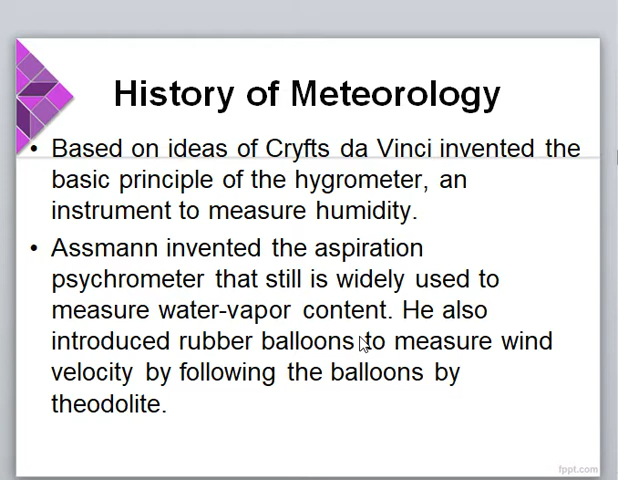 History of Meteorology
• Based on ideas of Cryfts da Vinci invented the
basic principle of the hygrometer, an
instrument to measure humidity.
• Assmann invented the aspiration
psychrometer that still is widely used to
measure water-vapor content. He also
introduced rubber balloons to measure wind
velocity by following the balloons by
theodolite.
fppt.com